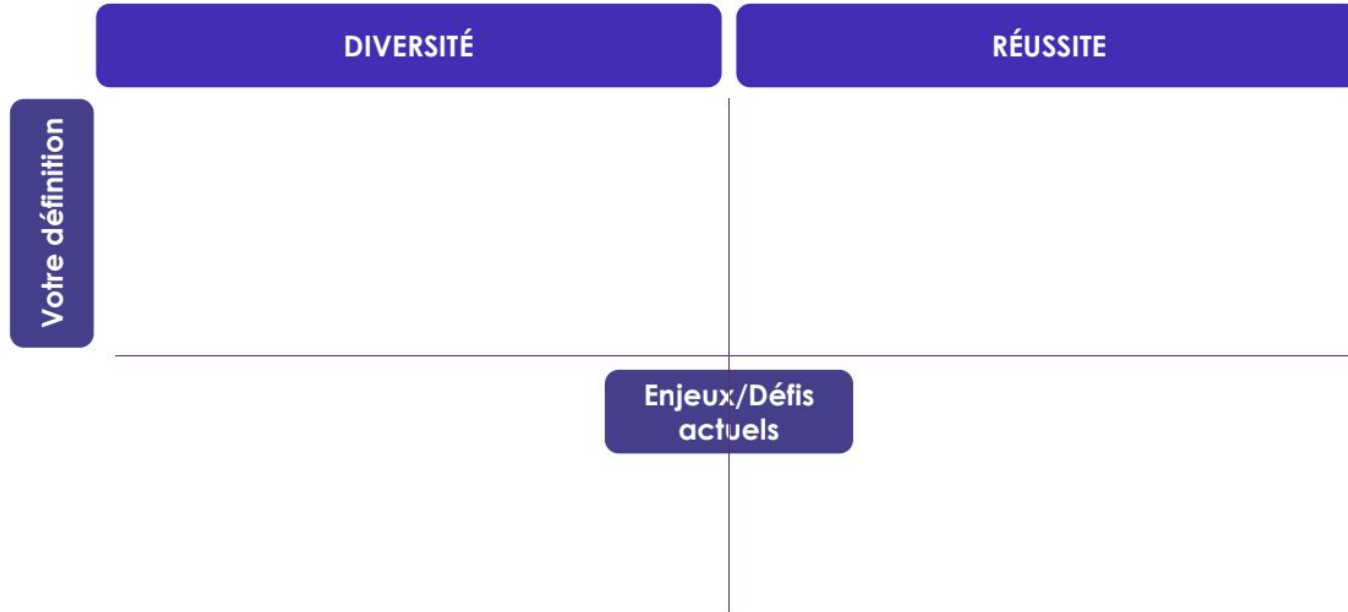 DIVERSITÉ
RÉUSSITE
Votre définition
Enjeux/Défis
actuels